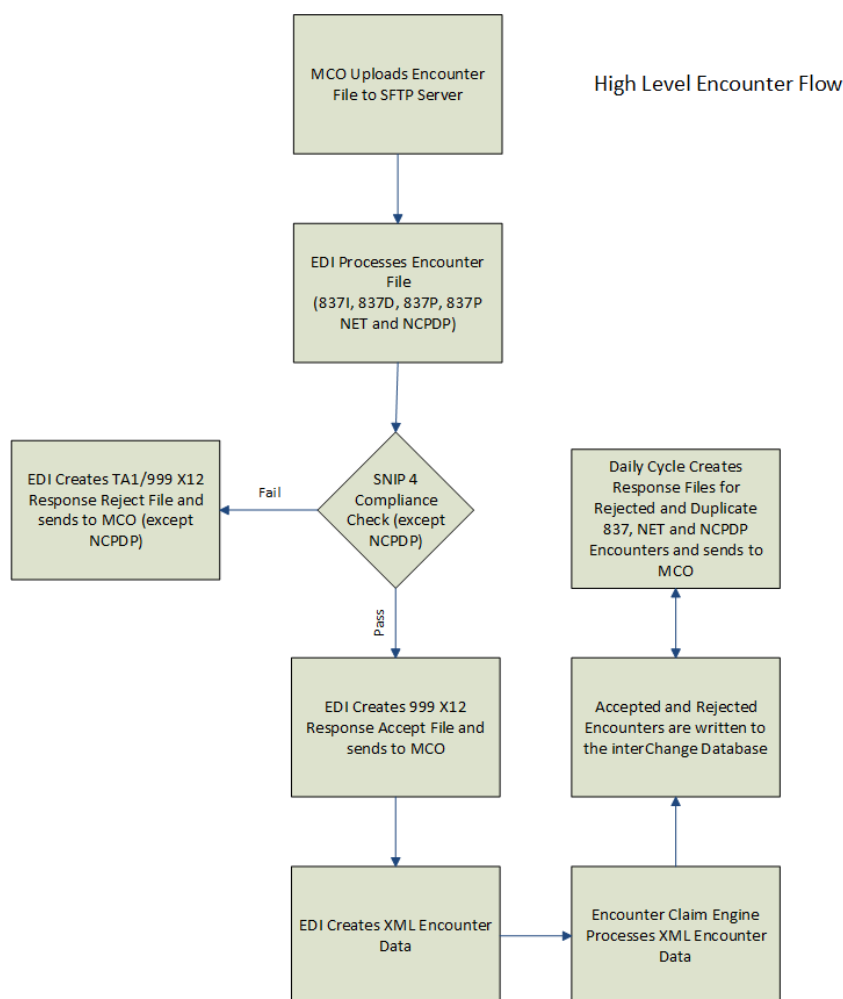 MCO Uploads Encounter
File to SFTP Server
High Level Encounter Flow
EDI Processes Encounter
File
(837I, 837D, 837P, 837P
NET and NCPDP)
SNIP 4
Compliance
Check (except
NCPDP)
Fail
EDI Creates TA1/999 X12
Response Reject File and
sends to MCO (except
NCPDP)
Pass
EDI Creates 999 X12
Response Accept File and
sends to MCO
EDI Creates XML Encounter
Data
Encounter Claim Engine
Processes XML Encounter
Data
Accepted and Rejected
Encounters are written to
the interChange Database
Daily Cycle Creates
Response Files for
Rejected and Duplicate
837, NET and NCPDP
Encounters and sends to
MCO